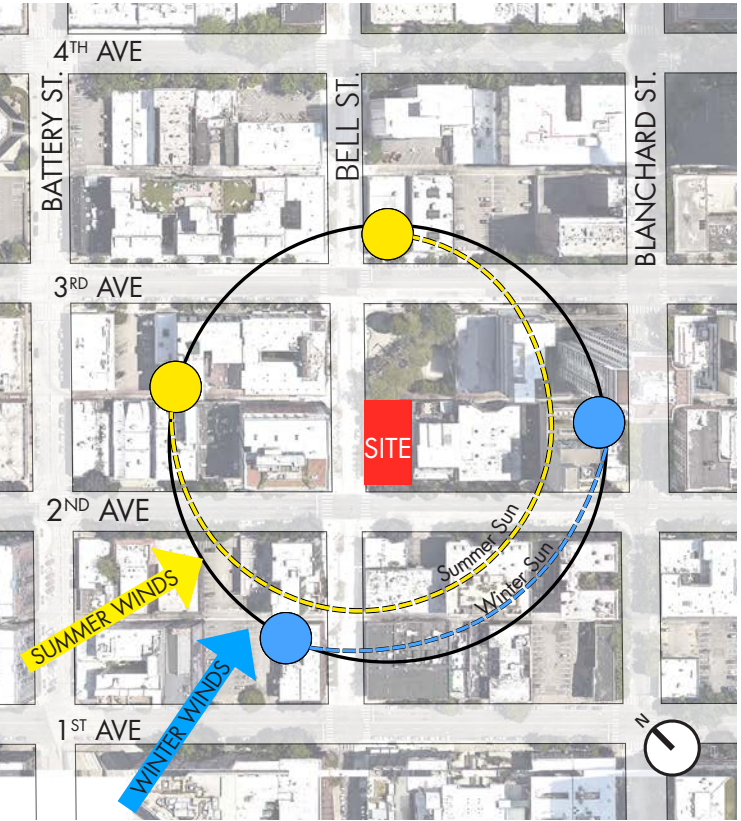 4TH AVE
BATTERY ST.
BELL ST.
BLANCHARD ST.
3RD AVE
SITE
2ND AVE
Summer Sun
Winter Sun
SUMMER WINDS
WINTER WINDS
1ST AVE
N